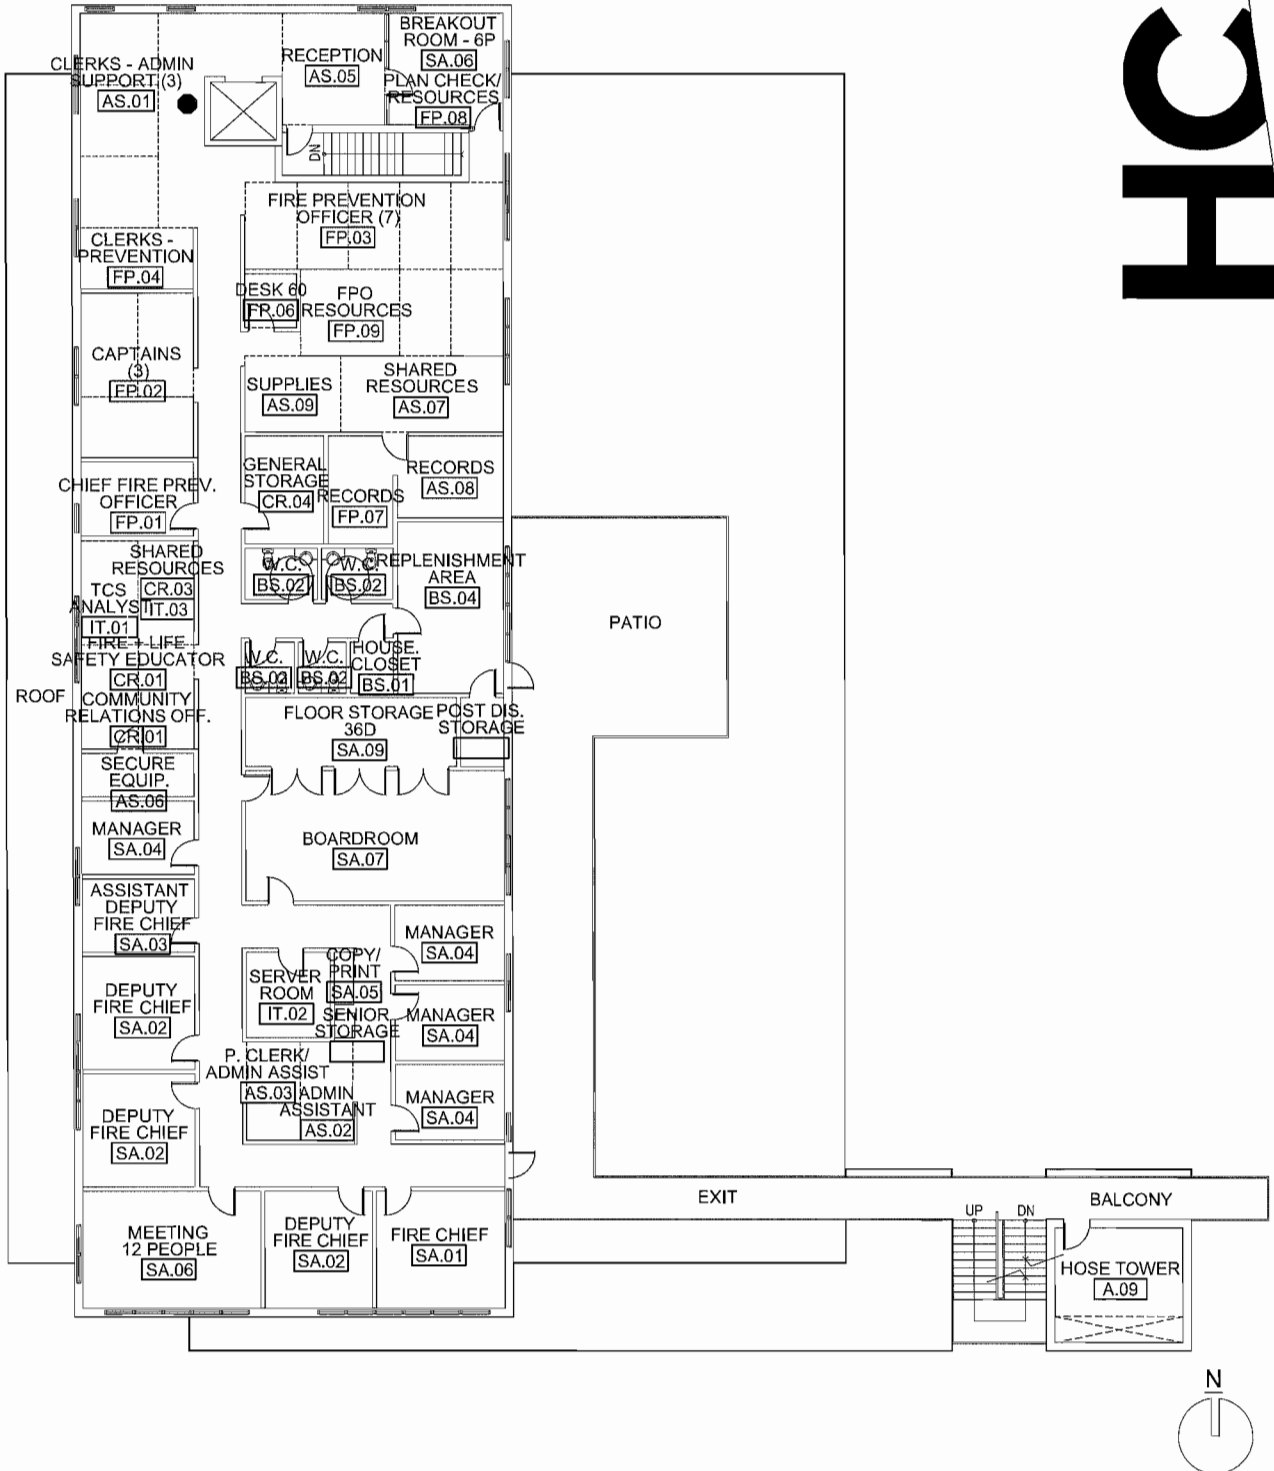 HC
CLERKS - ADMIN
SUPPORT (3)
AS.01
RECEPTION
AS.05
BREAKOUT
ROOM - 6P
SA.06
PLAN CHECK/
RESOURCES
FP.08
DN
FIRE PREVENTION
OFFICER (7)
FP.03
CLERKS -
PREVENTION
FP.04
DESK 60
FP.06
FPO
RESOURCES
FP.09
CAPTAINS
(3)
FP.02
SUPPLIES
AS.09
SHARED
RESOURCES
AS.07
GENERAL
STORAGE
CR.04
RECORDS
FP.07
RECORDS
AS.08
CHIEF FIRE PREV.
OFFICER
FP.01
SHARED
RESOURCES
CR.03
IT.03
TCS
ANALYST
IT.01
W.C.
BS.02
W.C.
BS.02
REPLENISHMENT
AREA
BS.04
PATIO
FIRE + LIFE
SAFETY EDUCATOR
CR.01
W.C.
BS.02
W.C.
BS.02
HOUSE.
CLOSET
BS.01
ROOF
COMMUNITY
RELATIONS OFF.
CR.01
FLOOR STORAGE
36D
SA.09
POST DIS.
STORAGE
SECURE
EQUIP.
AS.06
MANAGER
SA.04
BOARDROOM
SA.07
ASSISTANT
DEPUTY
FIRE CHIEF
SA.03
MANAGER
SA.04
DEPUTY
FIRE CHIEF
SA.02
SERVER
ROOM
IT.02
COPY/
PRINT
SA.05
SENIOR
STORAGE
MANAGER
SA.04
P. CLERK/
ADMIN ASSIST
AS.03
ADMIN
ASSISTANT
AS.02
MANAGER
SA.04
DEPUTY
FIRE CHIEF
SA.02
EXIT
BALCONY
UP
DN
MEETING
12 PEOPLE
SA.06
DEPUTY
FIRE CHIEF
SA.02
FIRE CHIEF
SA.01
HOSE TOWER
A.09
N